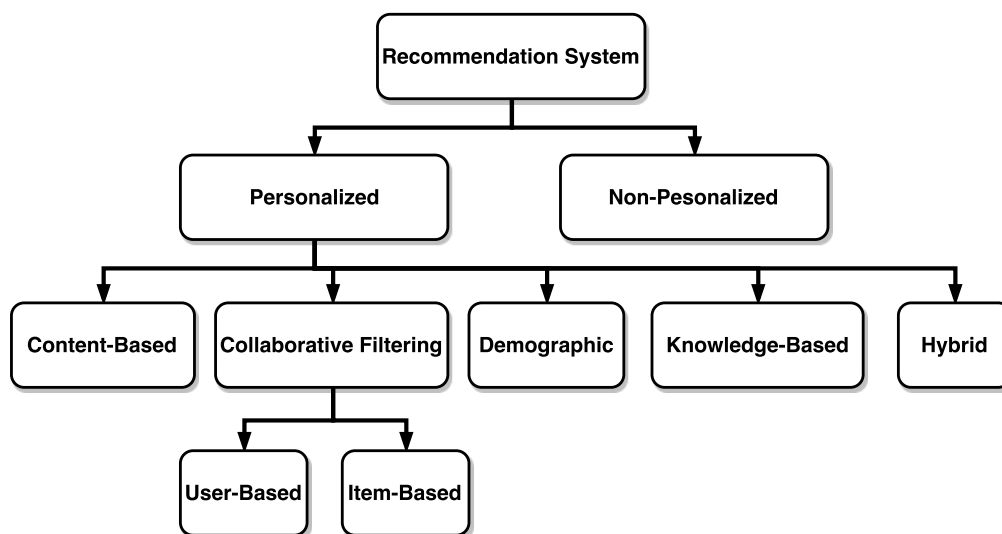 Recommendation System
Personalized
Non-Pesonalized
Content-Based
Collaborative Filtering
Demographic
Knowledge-Based
Hybrid
User-Based
Item-Based